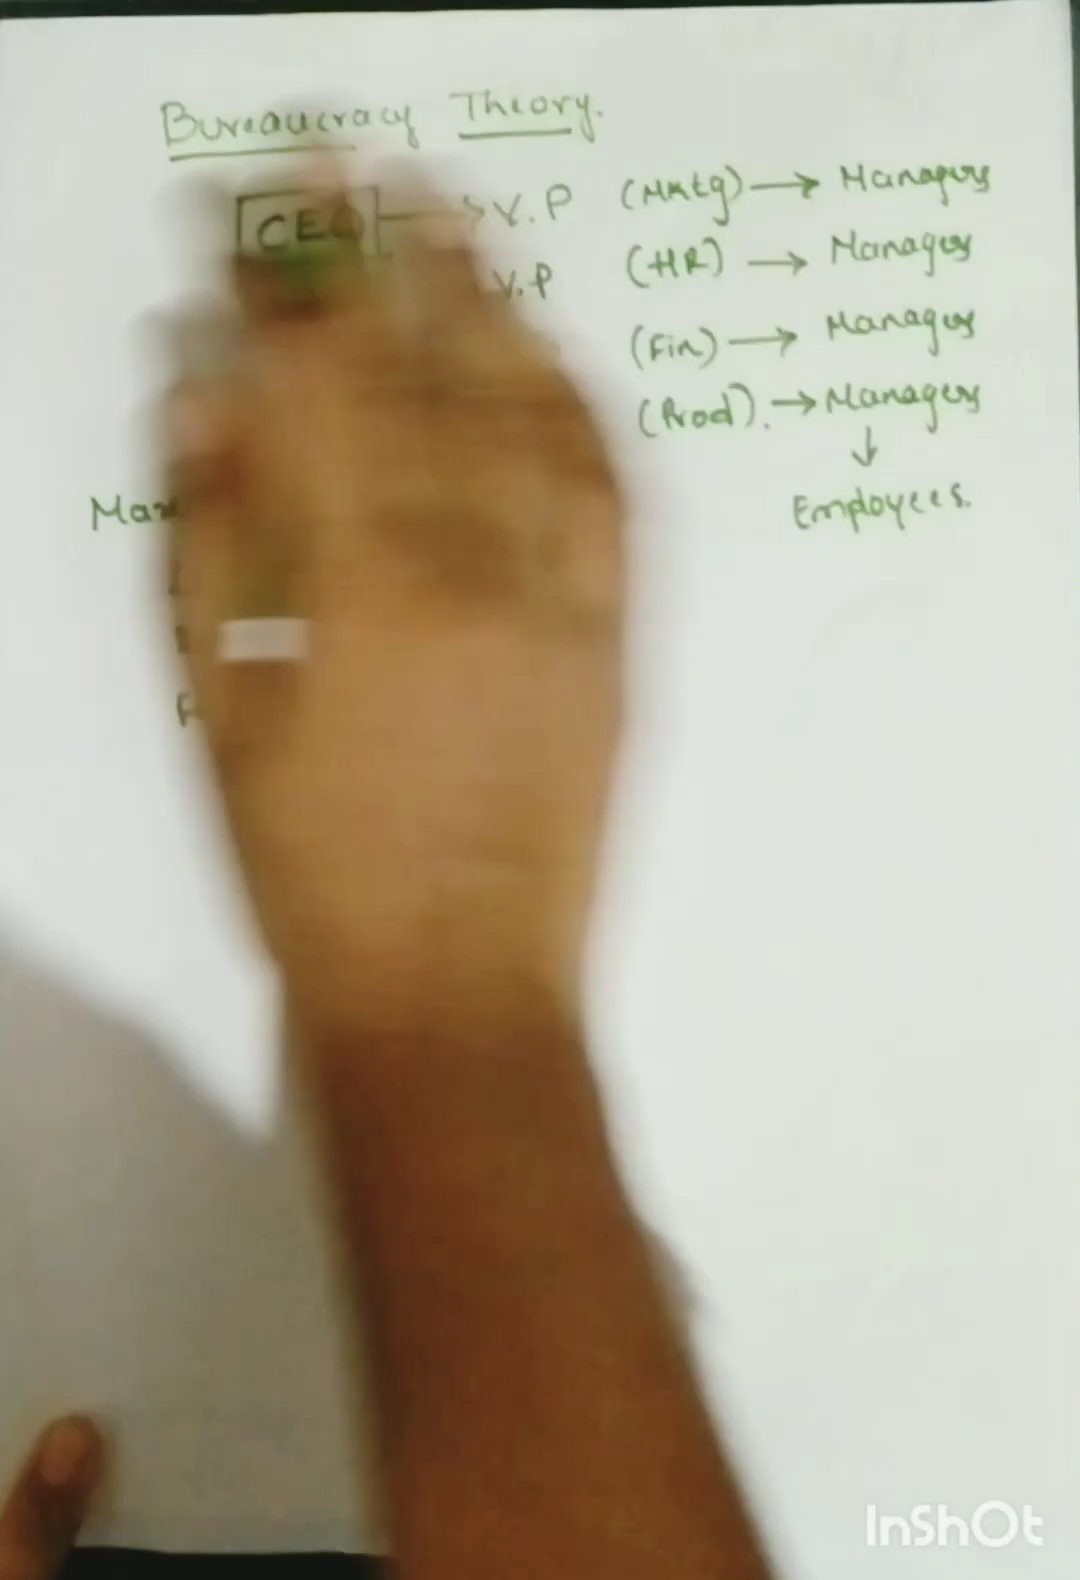 Bureaucracy Theory.
CEO → V.P (Mktg) → Managers
V.P (HR) → Managers
(Fin) → Managers
(Prod). → Managers
↓
Employees.
InShOt